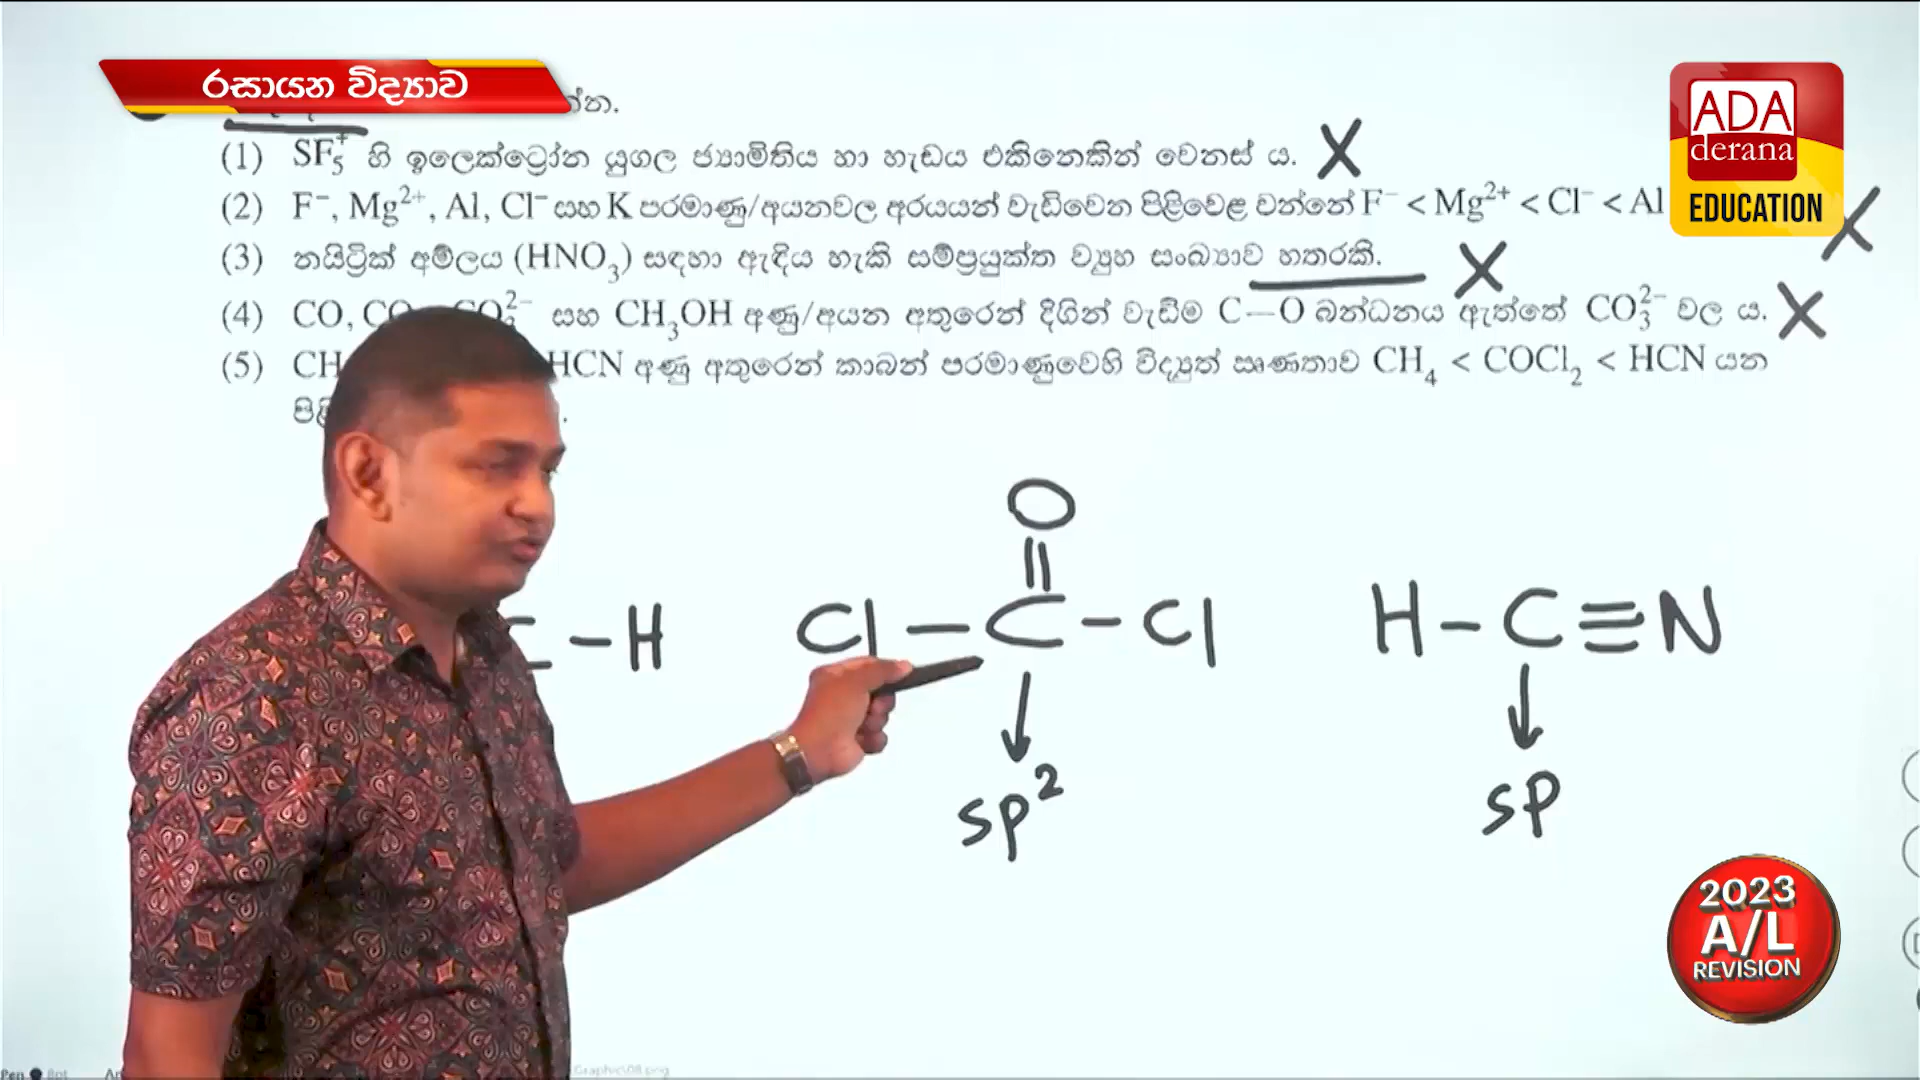 රසායන විද්‍යාව
ADA
derana
EDUCATION
(1) SF₅⁺ හි ඉලෙක්ට්‍රෝන යුගල ජ්‍යාමිතිය හා හැඩය එකිනෙකින් වෙනස් ය. X
(2) F⁻, Mg²⁺, Al, Cl⁻ සහ K පරමාණු/අයනවල අරයයන් වැඩිවෙන පිළිවෙළ වන්නේ F⁻ < Mg²⁺ < Cl⁻ < Al X
(3) නයිට්‍රික් අම්ලය (HNO₃) සඳහා ඇඳිය හැකි සම්ප්‍රයුක්ත ව්‍යුහ සංඛ්‍යාව හතරකි. X
(4) CO, සහ CH₃OH අණු/අයන අතුරෙන් දිගින් වැඩිම C—O බන්ධනය ඇත්තේ CO₃²⁻ වල ය. X
(5) CH HCN අණු අතුරෙන් කාබන් පරමාණුවෙහි විද්‍යුත් සෘණතාව CH₄ < COCl₂ < HCN යන
O
–H Cl–C–Cl H–C≡N
sp² sp
2023
A/L
REVISION
Pen 8pt